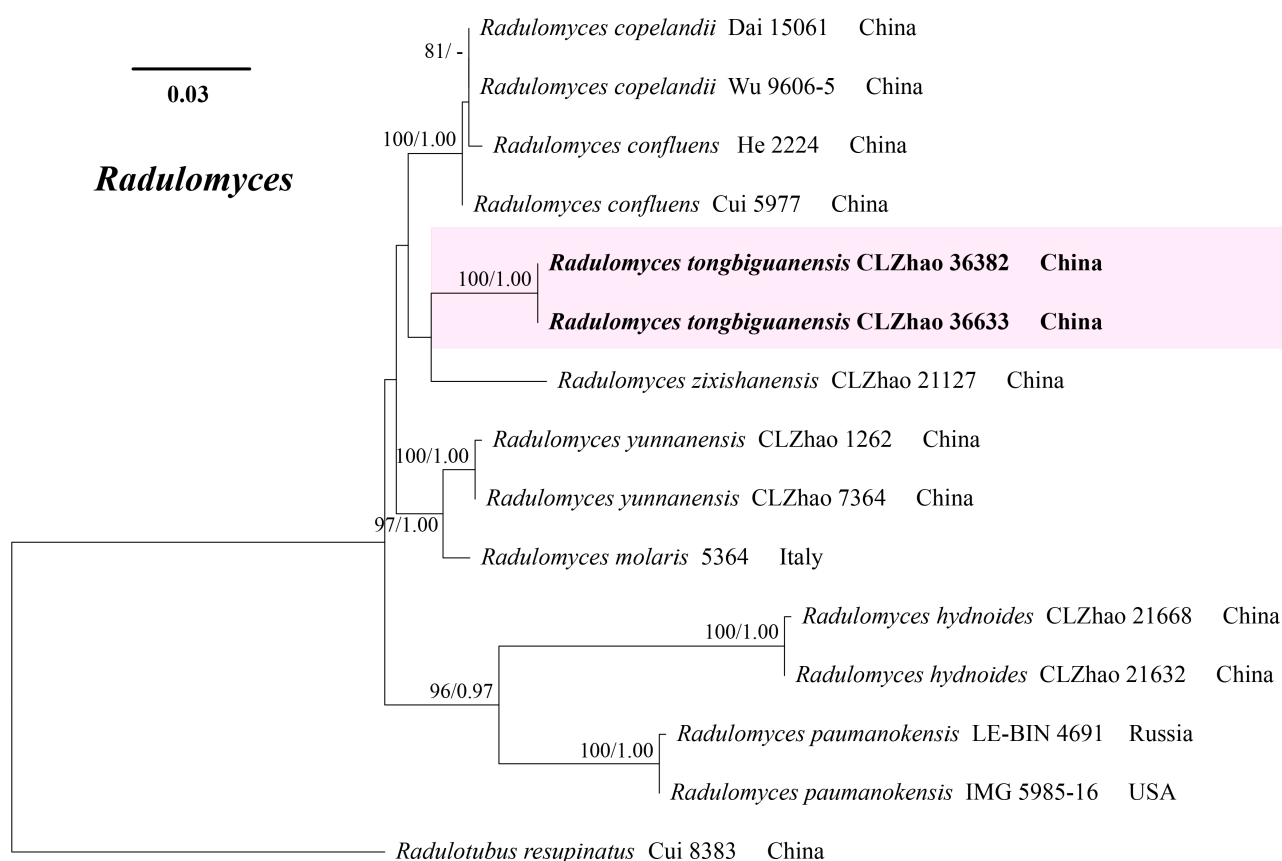 Radulomyces copelandii Dai 15061 China
81/ -
0.03
Radulomyces copelandii Wu 9606-5 China
100/1.00
Radulomyces confluens He 2224 China
Radulomyces
Radulomyces confluens Cui 5977 China
Radulomyces tongbiguanensis CLZhao 36382 China
100/1.00
Radulomyces tongbiguanensis CLZhao 36633 China
Radulomyces zixishanensis CLZhao 21127 China
Radulomyces yunnanensis CLZhao 1262 China
100/1.00
Radulomyces yunnanensis CLZhao 7364 China
97/1.00
Radulomyces molaris 5364 Italy
Radulomyces hydnoides CLZhao 21668 China
100/1.00
Radulomyces hydnoides CLZhao 21632 China
96/0.97
Radulomyces paumanokensis LE-BIN 4691 Russia
100/1.00
Radulomyces paumanokensis IMG 5985-16 USA
Radulotubus resupinatus Cui 8383 China